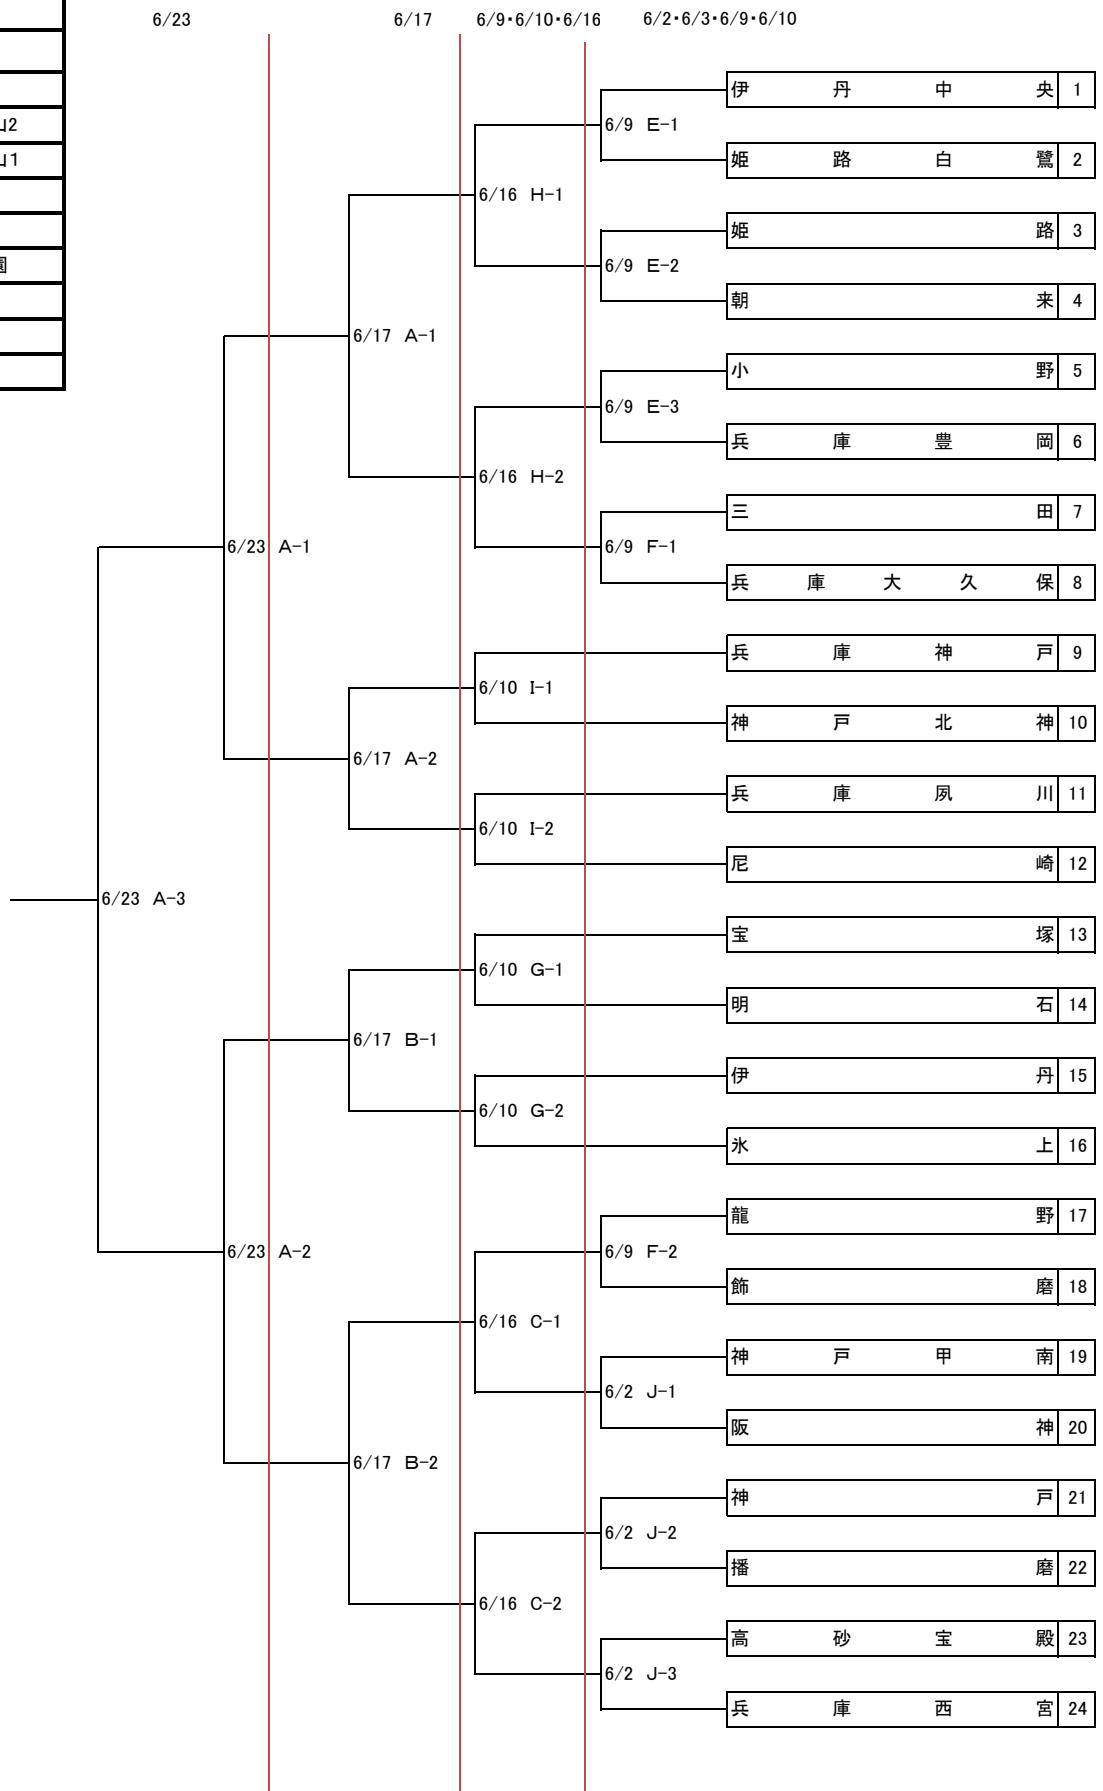 6/23 6/17 6/9・6/10・6/16 6/2・6/3・6/9・6/10
伊丹中央 1
6/9 E-1
姫路白鷺 2
6/16 H-1
姫路 3
6/9 E-2
朝来 4
6/17 A-1
小野 5
6/9 E-3
兵庫豊岡 6
6/16 H-2
三田 7
6/23 A-1
6/9 F-1
兵庫大久保 8
兵庫神戸 9
6/10 I-1
神戸北神 10
6/17 A-2
兵庫夙川 11
6/10 I-2
尼崎 12
6/23 A-3
宝塚 13
6/10 G-1
明石 14
6/17 B-1
伊丹 15
6/10 G-2
氷上 16
龍野 17
6/23 A-2
6/9 F-2
飾磨 18
6/16 C-1
神戸甲南 19
6/2 J-1
阪神 20
6/17 B-2
神戸 21
6/2 J-2
播磨 22
6/16 C-2
高砂宝殿 23
6/2 J-3
兵庫西宮 24